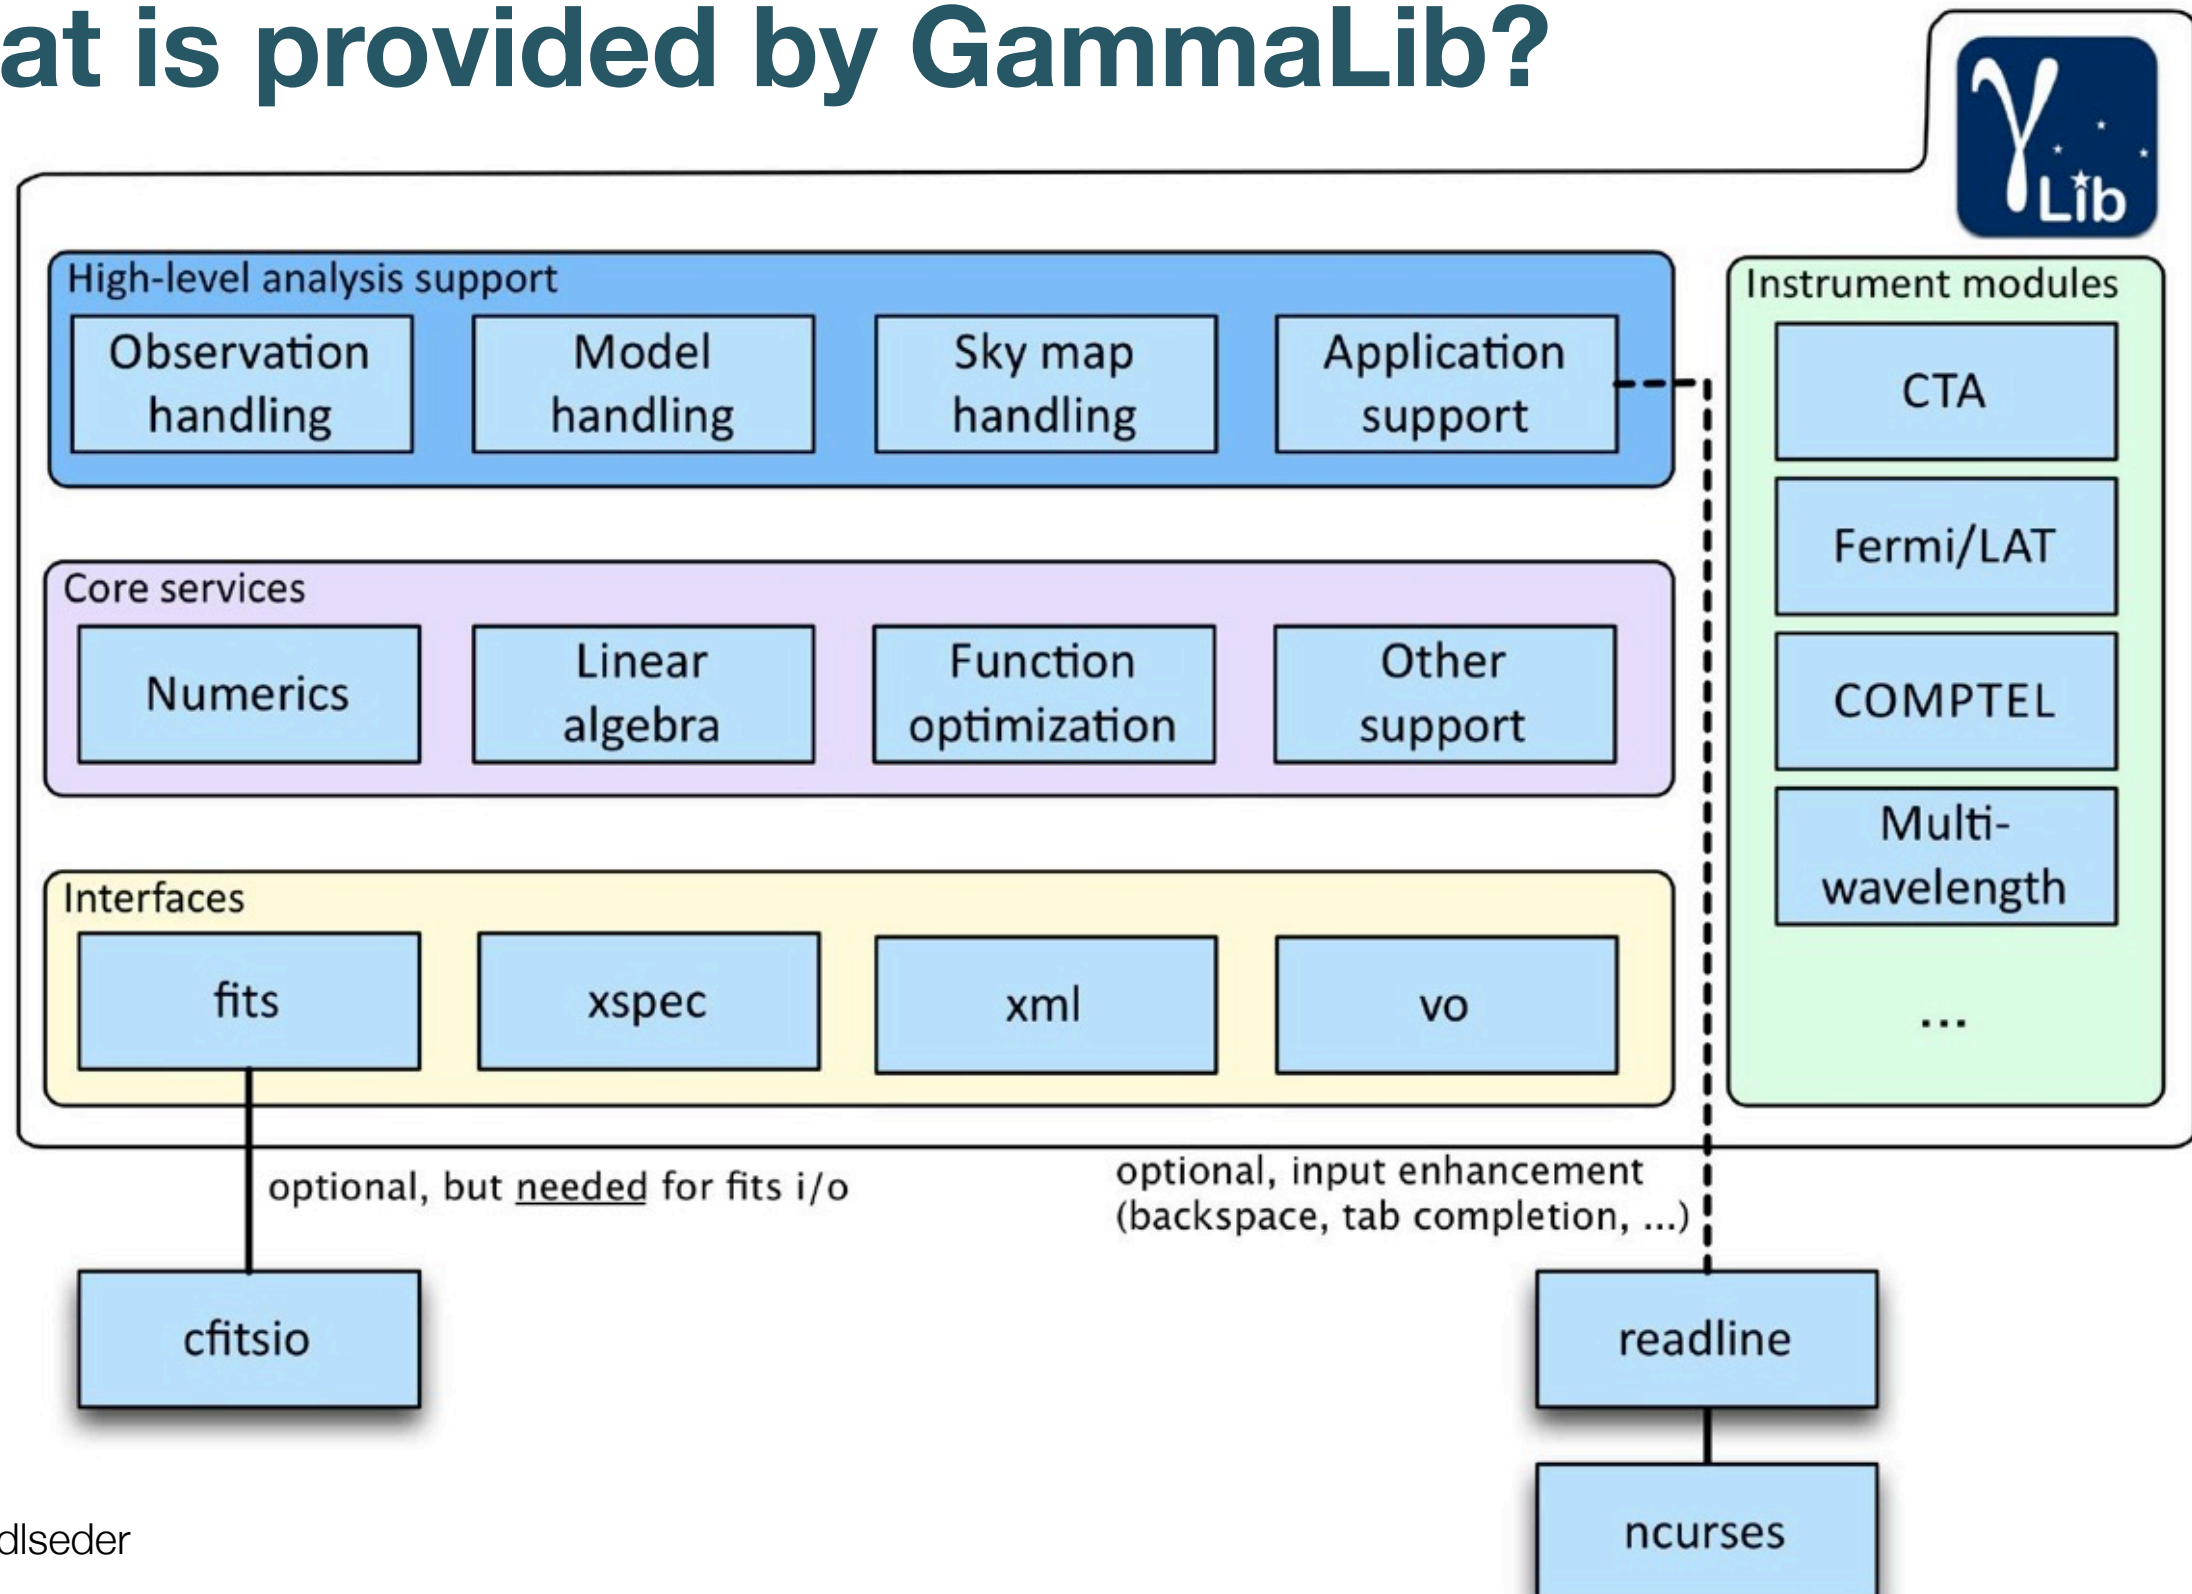 at is provided by GammaLib?
γ
Lib
High-level analysis support
Observation
handling
Model
handling
Sky map
handling
Application
support
Core services
Numerics
Linear
algebra
Function
optimization
Other
support
Interfaces
fits
xspec
xml
vo
Instrument modules
CTA
Fermi/LAT
COMPTEL
Multi-
wavelength
...
optional, but needed for fits i/o
optional, input enhancement
(backspace, tab completion, ...)
cfitsio
readline
ncurses
dlseder